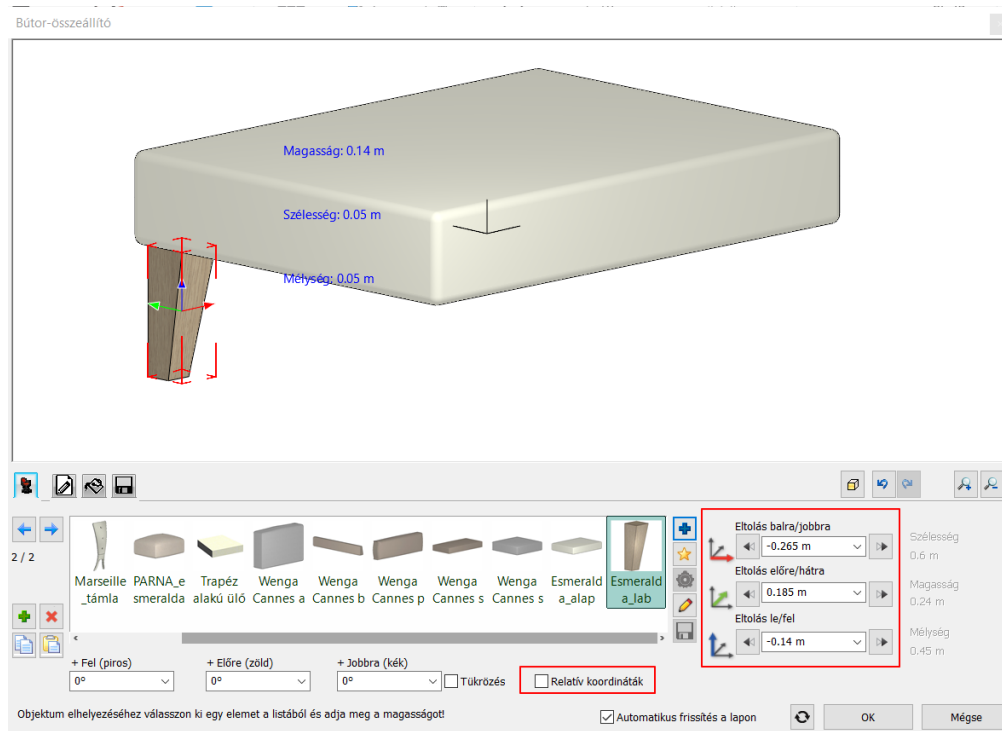 Bútor-összeállító
Magasság: 0.14 m
Szélesség: 0.05 m
Mélység: 0.05 m
2 / 2
Marseille _támla
PARNA_e smeralda
Trapéz alakú ülő
Wenga Cannes a
Wenga Cannes b
Wenga Cannes p
Wenga Cannes s
Wenga Cannes s
Esmerald a_alap
Esmerald a_lab
Eltolás balra/jobbra
-0.265 m
Eltolás előre/hátra
0.185 m
Eltolás le/fel
-0.14 m
Szélesség
0.6 m
Magasság
0.24 m
Mélység
0.45 m
+ Fel (piros)
+ Előre (zöld)
+ Jobbra (kék)
0°
0°
0°
Tükrözés
Relatív koordináták
Objektum elhelyezéséhez válasszon ki egy elemet a listából és adja meg a magasságot!
Automatikus frissítés a lapon
OK
Mégse